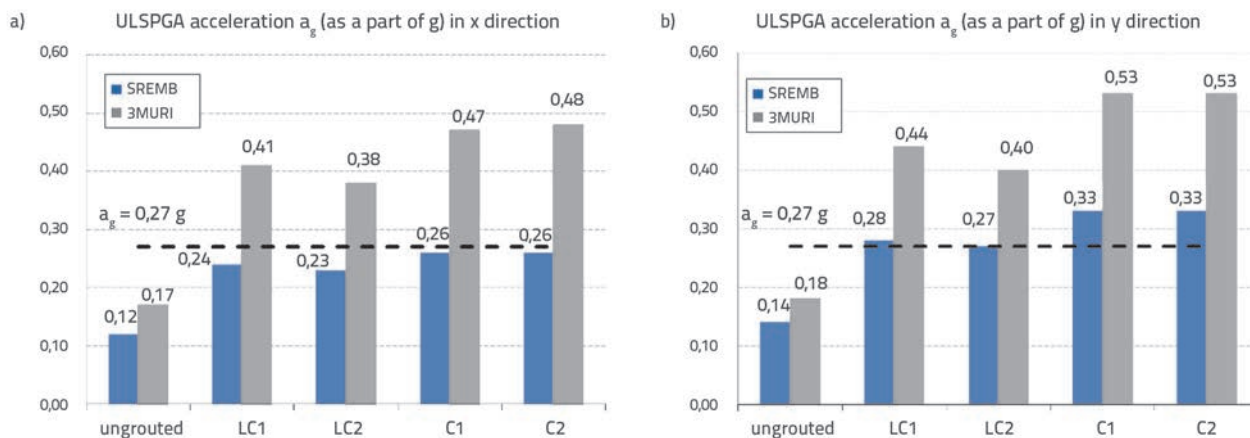 a) ULSPGA acceleration a_g (as a part of g) in x direction
0,60
0,50
0,40
0,30
0,20
0,10
0,00
SREMB
3MURI
a_g = 0,27 g
0,12 0,17
0,24 0,41
0,23 0,38
0,26 0,47
0,26 0,48
ungrouted LC1 LC2 C1 C2
b) ULSPGA acceleration a_g (as a part of g) in y direction
0,60
0,50
0,40
0,30
0,20
0,10
0,00
SREMB
3MURI
a_g = 0,27 g
0,14 0,18
0,28 0,44
0,27 0,40
0,33 0,53
0,33 0,53
ungrouted LC1 LC2 C1 C2